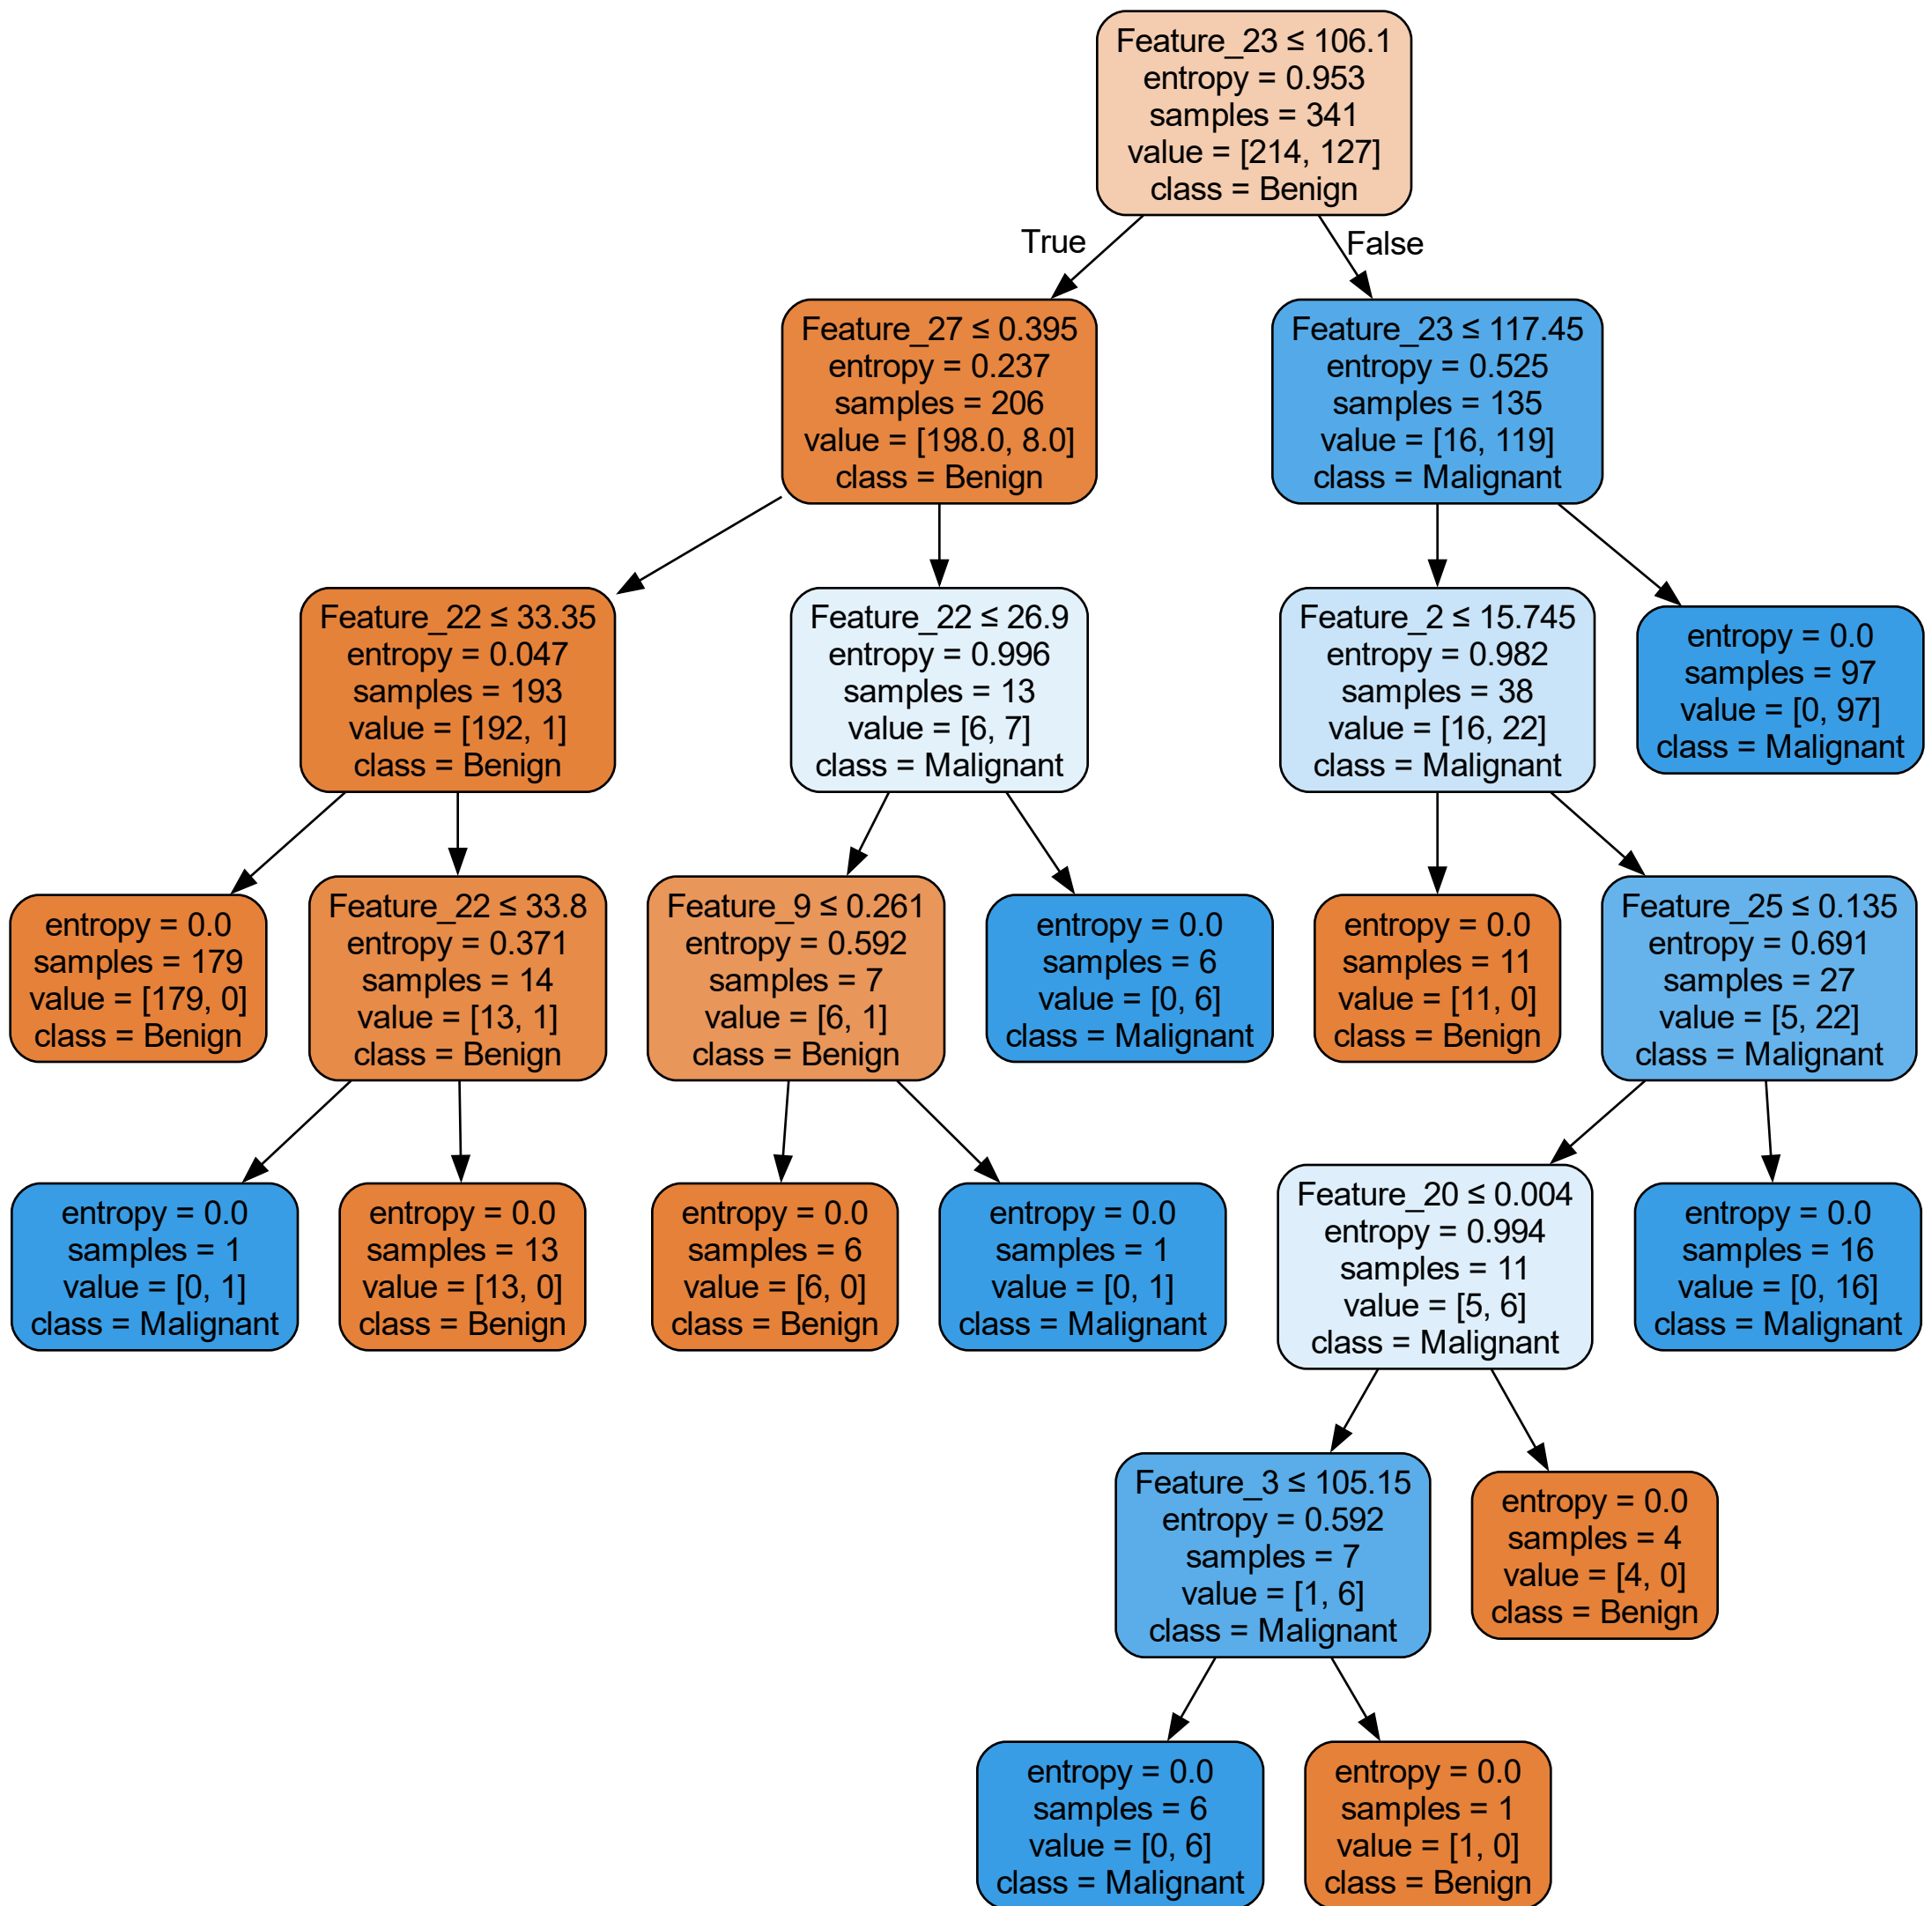 Feature_23 ≤ 106.1
entropy = 0.953
samples = 341
value = [214, 127]
class = Benign
True
False
Feature_27 ≤ 0.395
entropy = 0.237
samples = 206
value = [198.0, 8.0]
class = Benign
Feature_23 ≤ 117.45
entropy = 0.525
samples = 135
value = [16, 119]
class = Malignant
Feature_22 ≤ 33.35
entropy = 0.047
samples = 193
value = [192, 1]
class = Benign
Feature_22 ≤ 26.9
entropy = 0.996
samples = 13
value = [6, 7]
class = Malignant
Feature_2 ≤ 15.745
entropy = 0.982
samples = 38
value = [16, 22]
class = Malignant
entropy = 0.0
samples = 97
value = [0, 97]
class = Malignant
entropy = 0.0
samples = 179
value = [179, 0]
class = Benign
Feature_22 ≤ 33.8
entropy = 0.371
samples = 14
value = [13, 1]
class = Benign
Feature_9 ≤ 0.261
entropy = 0.592
samples = 7
value = [6, 1]
class = Benign
entropy = 0.0
samples = 6
value = [0, 6]
class = Malignant
entropy = 0.0
samples = 11
value = [11, 0]
class = Benign
Feature_25 ≤ 0.135
entropy = 0.691
samples = 27
value = [5, 22]
class = Malignant
entropy = 0.0
samples = 1
value = [0, 1]
class = Malignant
entropy = 0.0
samples = 13
value = [13, 0]
class = Benign
entropy = 0.0
samples = 6
value = [6, 0]
class = Benign
entropy = 0.0
samples = 1
value = [0, 1]
class = Malignant
Feature_20 ≤ 0.004
entropy = 0.994
samples = 11
value = [5, 6]
class = Malignant
entropy = 0.0
samples = 16
value = [0, 16]
class = Malignant
Feature_3 ≤ 105.15
entropy = 0.592
samples = 7
value = [1, 6]
class = Malignant
entropy = 0.0
samples = 4
value = [4, 0]
class = Benign
entropy = 0.0
samples = 6
value = [0, 6]
class = Malignant
entropy = 0.0
samples = 1
value = [1, 0]
class = Benign